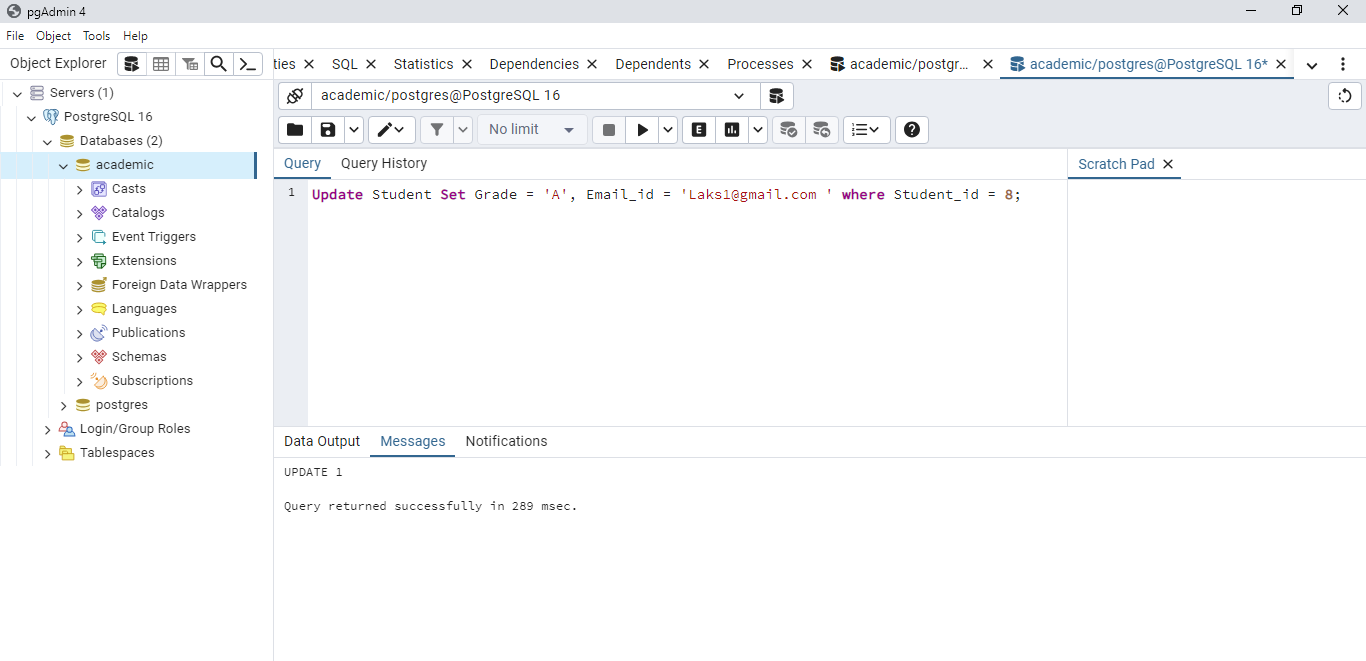 pgAdmin 4
File Object Tools Help
Object Explorer
ties SQL Statistics Dependencies Dependents Processes academic/postgr... academic/postgres@PostgreSQL 16*
Servers (1)
PostgreSQL 16
Databases (2)
academic
Casts
Catalogs
Event Triggers
Extensions
Foreign Data Wrappers
Languages
Publications
Schemas
Subscriptions
postgres
Login/Group Roles
Tablespaces
academic/postgres@PostgreSQL 16
No limit
E
Query Query History
Scratch Pad
1 Update Student Set Grade = 'A', Email_id = 'Laks1@gmail.com ' where Student_id = 8;
Data Output Messages Notifications
UPDATE 1
Query returned successfully in 289 msec.